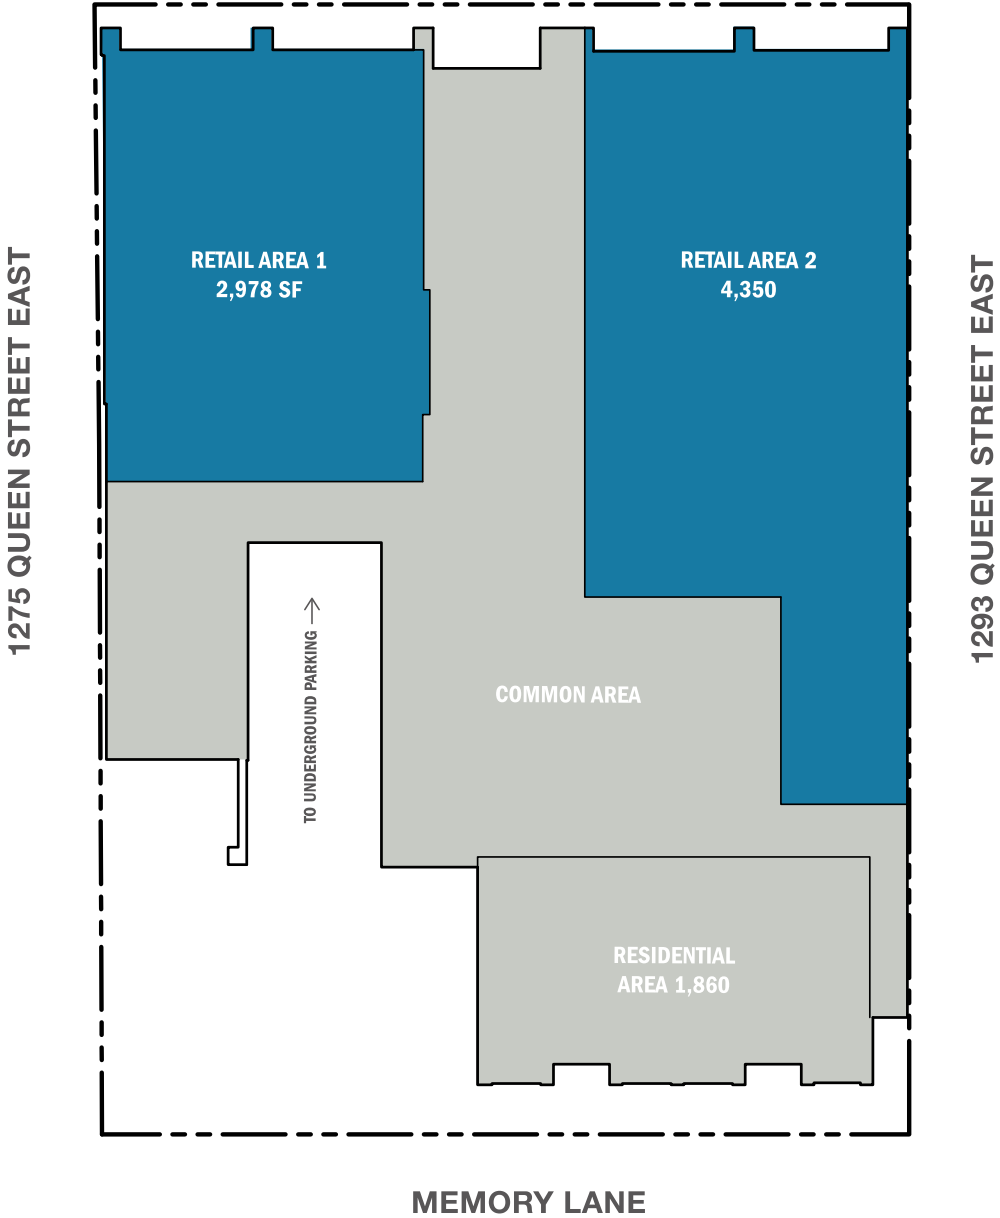 RETAIL AREA 1
2,978 SF
RETAIL AREA 2
4,350
1275 QUEEN STREET EAST
1293 QUEEN STREET EAST
TO UNDERGROUND PARKING
COMMON AREA
RESIDENTIAL
AREA 1,860
MEMORY LANE